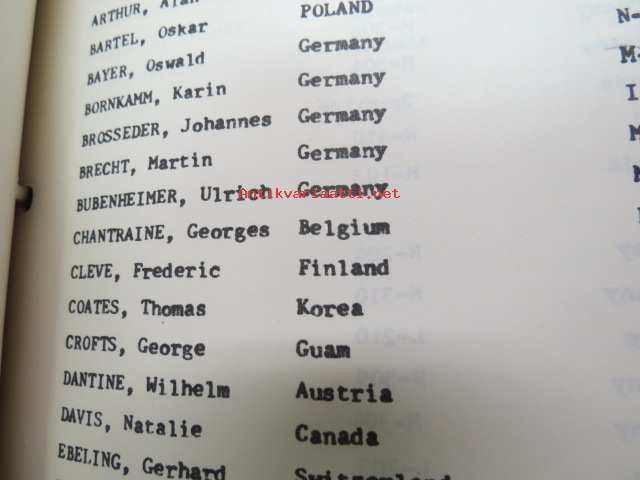 ARTHUR,
BARTEL, Oskar POLAND N-
BAYER, Oswald Germany M-
BORNKAMM, Karin Germany I
BROSSEDER, Johannes Germany M
BRECHT, Martin Germany
BUBENHEIMER, Ulrich Germany
Antikvariaatti.net
CHANTRAINE, Georges Belgium
CLEVE, Frederic Finland
COATES, Thomas Korea
CROFTS, George Guam
DANTINE, Wilhelm Austria
DAVIS, Natalie Canada
EBELING, Gerhard Switzerland